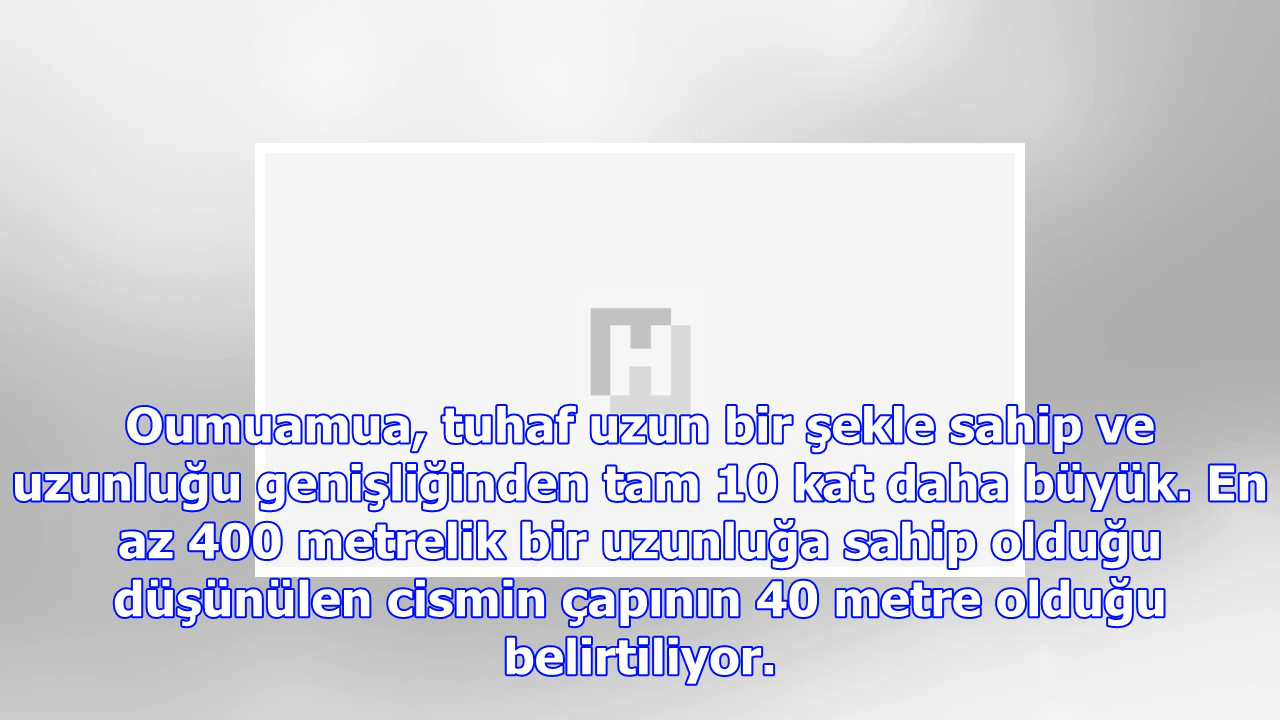 H
Oumuamua, tuhaf uzun bir şekle sahip ve
uzunluğu genişliğinden tam 10 kat daha büyük. En
az 400 metrelik bir uzunluğa sahip olduğu
düşünülen cismin çapının 40 metre olduğu
belirtiliyor.